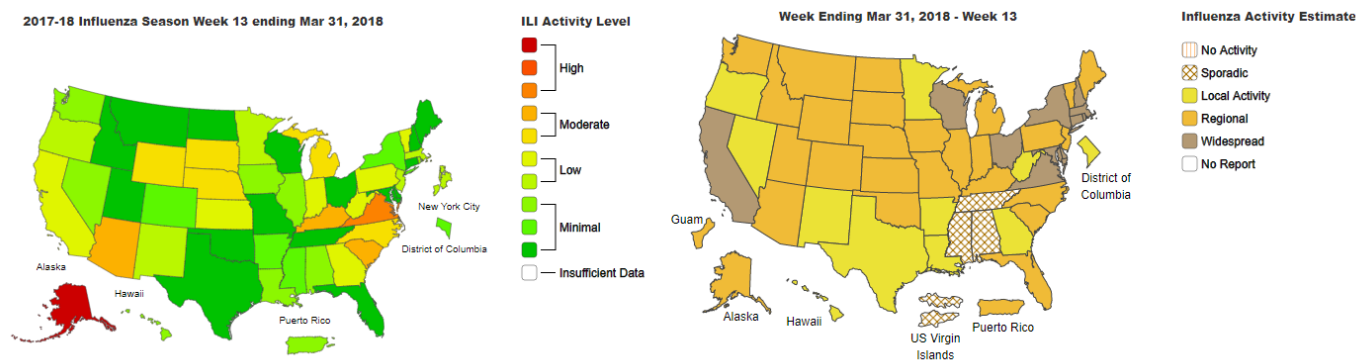 2017-18 Influenza Season Week 13 ending Mar 31, 2018
ILI Activity Level
High
Moderate
Low
Minimal
Insufficient Data
New York City
District of Columbia
Alaska
Hawaii
Puerto Rico
Week Ending Mar 31, 2018 - Week 13
Influenza Activity Estimate
No Activity
Sporadic
Local Activity
Regional
Widespread
No Report
District of
Columbia
Guam
Alaska
Hawaii
US Virgin
Islands
Puerto Rico